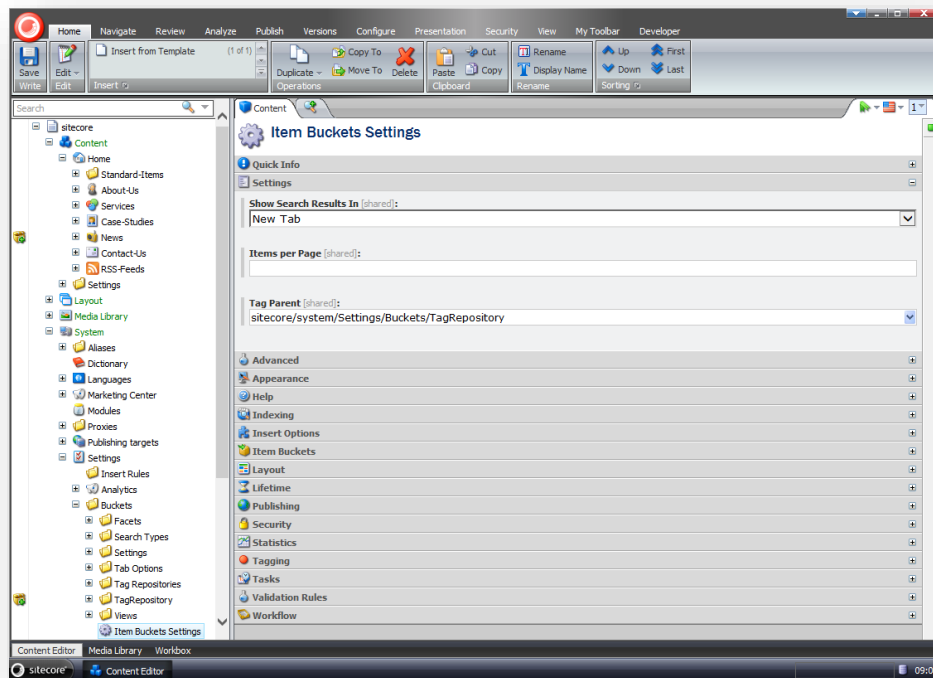 Home Navigate Review Analyze Publish Versions Configure Presentation Security View My Toolbar Developer
Save
Write
Edit
Edit
Insert from Template (1 of 1)
Insert
Duplicate
Copy To
Move To
Delete
Operations
Paste
Cut
Copy
Clipboard
Rename
Display Name
Rename
Up
Down
First
Last
Sorting
Search
sitecore
Content
Home
Standard-Items
About-Us
Services
Case-Studies
News
Contact-Us
RSS-Feeds
Settings
Layout
Media Library
System
Aliases
Dictionary
Languages
Marketing Center
Modules
Proxies
Publishing targets
Settings
Insert Rules
Analytics
Buckets
Facets
Search Types
Settings
Tab Options
Tag Repositories
TagRepository
Views
Item Buckets Settings
Content
1
Item Buckets Settings
Quick Info
Settings
Show Search Results In [shared]:
New Tab
Items per Page [shared]:
Tag Parent [shared]:
sitecore/system/Settings/Buckets/TagRepository
Advanced
Appearance
Help
Indexing
Insert Options
Item Buckets
Layout
Lifetime
Publishing
Security
Statistics
Tagging
Tasks
Validation Rules
Workflow
Content Editor Media Library Workbox
sitecore Content Editor